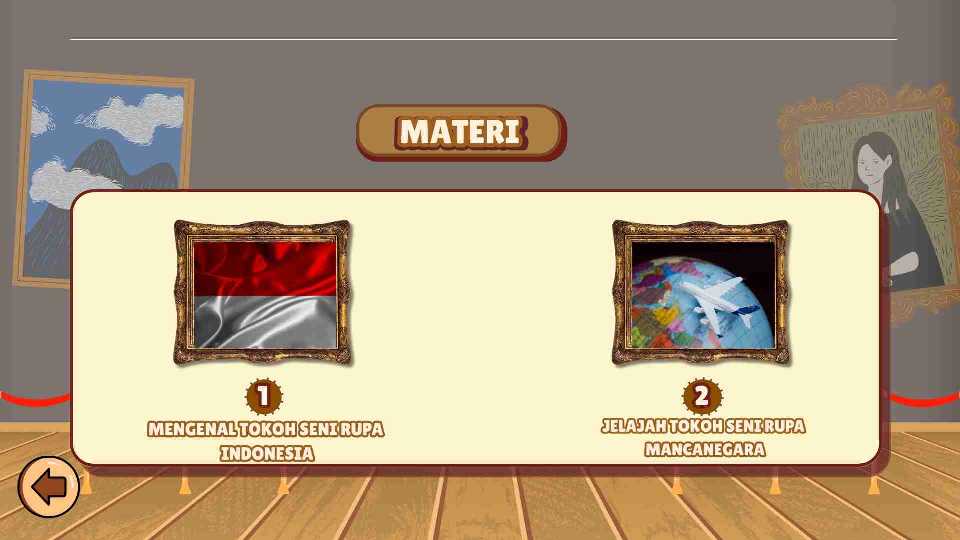 MATERI
1
MENGENAL TOKOH SENI RUPA
INDONESIA
2
JELAJAH TOKOH SENI RUPA
MANCANEGARA